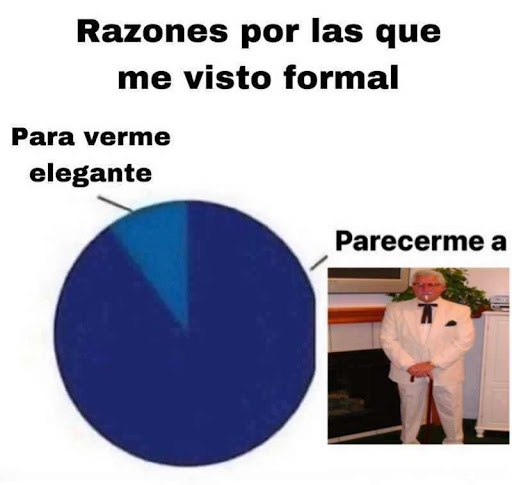 Razones por las que
me visto formal
Para verme
elegante
Parecerme a